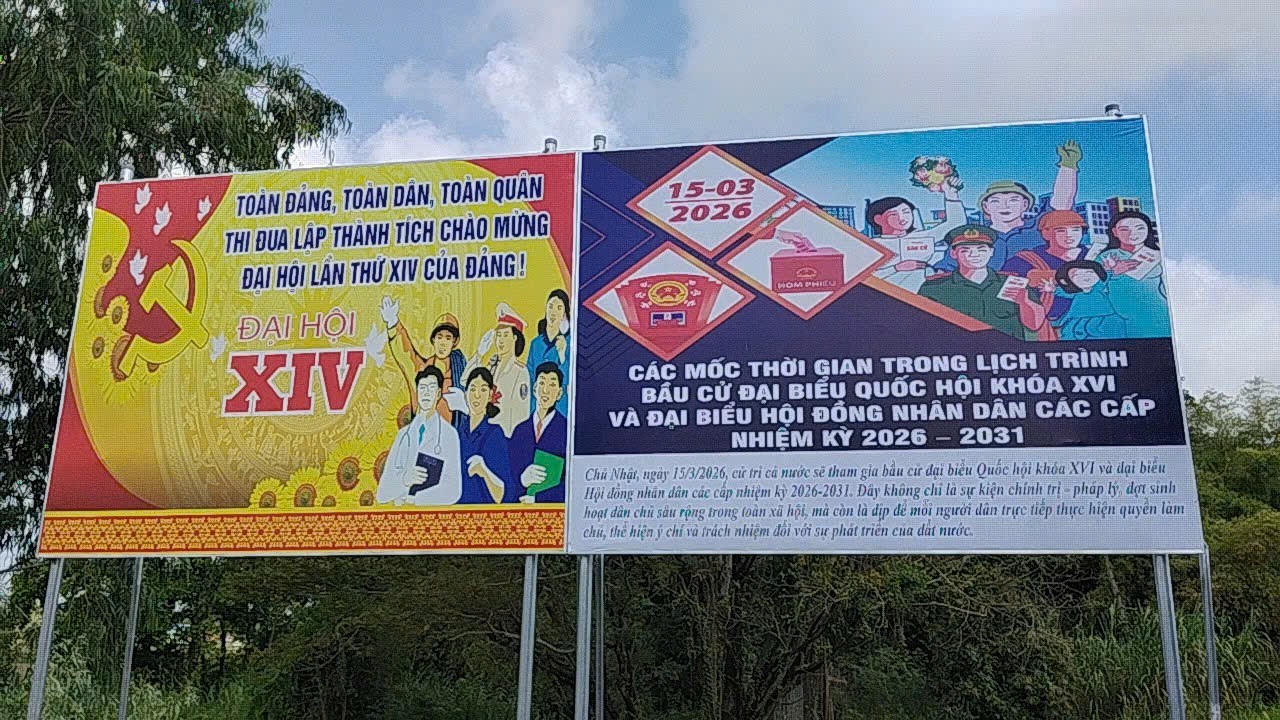 TOÀN ĐẢNG, TOÀN DÂN, TOÀN QUÂN
THI ĐUA LẬP THÀNH TÍCH CHÀO MỪNG
ĐẠI HỘI LẦN THỨ XIV CỦA ĐẢNG!
ĐẠI HỘI
XIV
15-03
2026
HÒM PHIẾU
CÁC MỐC THỜI GIAN TRONG LỊCH TRÌNH
BẦU CỬ ĐẠI BIỂU QUỐC HỘI KHÓA XVI
VÀ ĐẠI BIỂU HỘI ĐỒNG NHÂN DÂN CÁC CẤP
NHIỆM KỲ 2026 – 2031
Chủ Nhật, ngày 15/3/2026, cử tri cả nước sẽ tham gia bầu cử đại biểu Quốc hội khóa XVI và đại biểu
Hội đồng nhân dân các cấp nhiệm kỳ 2026-2031. Đây không chỉ là sự kiện chính trị - pháp lý, đợt sinh
hoạt dân chủ sâu rộng trong toàn xã hội, mà còn là dịp để mỗi người dân trực tiếp thực hiện quyền làm
chủ, thể hiện ý chí và trách nhiệm đối với sự phát triển của đất nước.